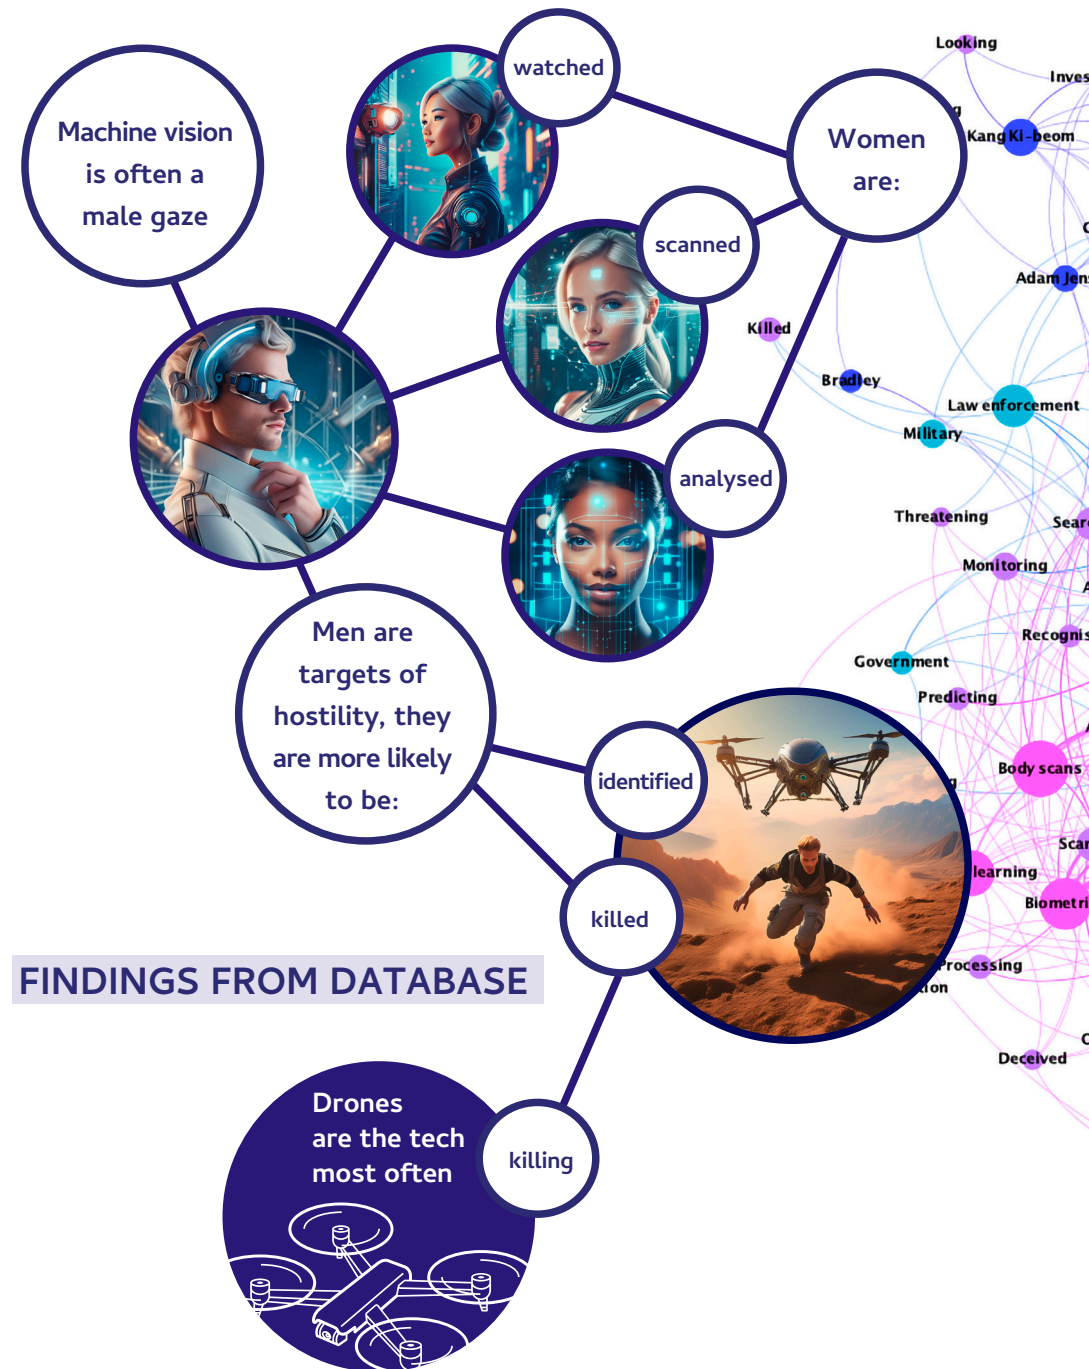 Machine vision
is often a
male gaze
watched
scanned
analysed
Women
are:
Men are
targets of
hostility, they
are more likely
to be:
identified
killed
FINDINGS FROM DATABASE
Drones
are the tech
most often
killing
Looking
Kang Ki-beom
Killed
Bradley
Law enforcement
Military
Threatening
Monitoring
Government
Predicting
Body scans
learning
Processing
Deceived